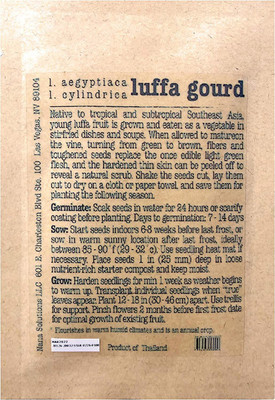 l. aegyptiaca
l. cylindrica
luffa gourd
Native to tropical and subtropical Southeast Asia,
young luffa fruit is grown and eaten as a vegetable in
stirfried dishes and soups. When allowed to mature on
the vine, turning from green to brown, fibers and
toughened seeds replace the once edible light green
flesh, and the hardened thin skin can be peeled off to
reveal a natural scrub. Shake the seeds out, lay them
out to dry on a cloth or paper towel, and save them for
planting the following season.
Germinate: Soak seeds in water for 24 hours or scarify
coating before planting. Days to germination: 7 - 14 days
Sow: Start seeds indoors 6-8 weeks before last frost, or
sow in warm sunny location after last frost, ideally
between 85 - 90˚f (29 - 32˚c). Use seedling heat mat if
necessary. Place seeds 1 in (25 mm) deep in loose
nutrient-rich starter compost and keep moist.
Grow: Harden seedlings for min 1 week as weather begins
to warm up. Transplant individual seedlings when "true"
leaves appear. Plant 12 - 18 in (30 - 46 cm) apart. Use trellis
for support. Pinch flowers 2 months before first frost date
for optimal growth of existing fruit.
* Flourishes in warm humid climates and is an annual crop.
Product of Thailand
Nana Solutions LLC 601 E. Charleston Blvd Ste. 100 Las Vegas, NV 89104